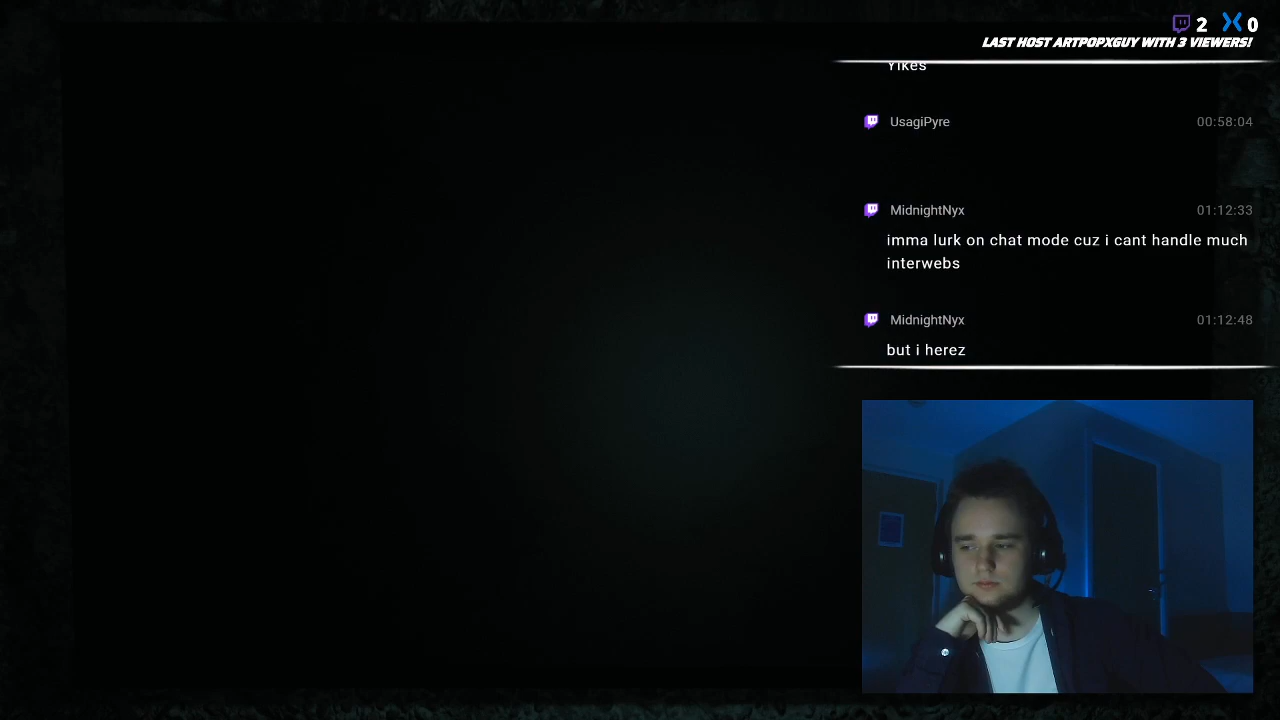 2 0
LAST HOST ARTPOPXGUY WITH 3 VIEWERS!
Yikes
UsagiPyre 00:58:04
MidnightNyx 01:12:33
imma lurk on chat mode cuz i cant handle much
interwebs
MidnightNyx 01:12:48
but i herez